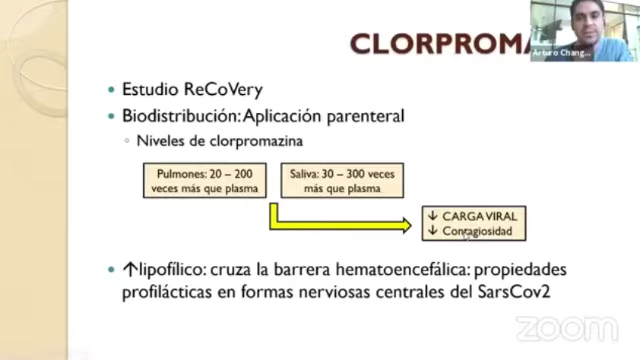 CLORPROMA
Arturo Chang...
Estudio ReCoVery
Biodistribución: Aplicación parenteral
Niveles de clorpromazina
Pulmones: 20 – 200
veces más que plasma
Saliva: 30 – 300 veces
más que plasma
↓ CARGA VIRAL
↓ Contagiosidad
↑lipofílico: cruza la barrera hematoencefálica: propiedades
profilácticas en formas nerviosas centrales del SarsCov2
zoom